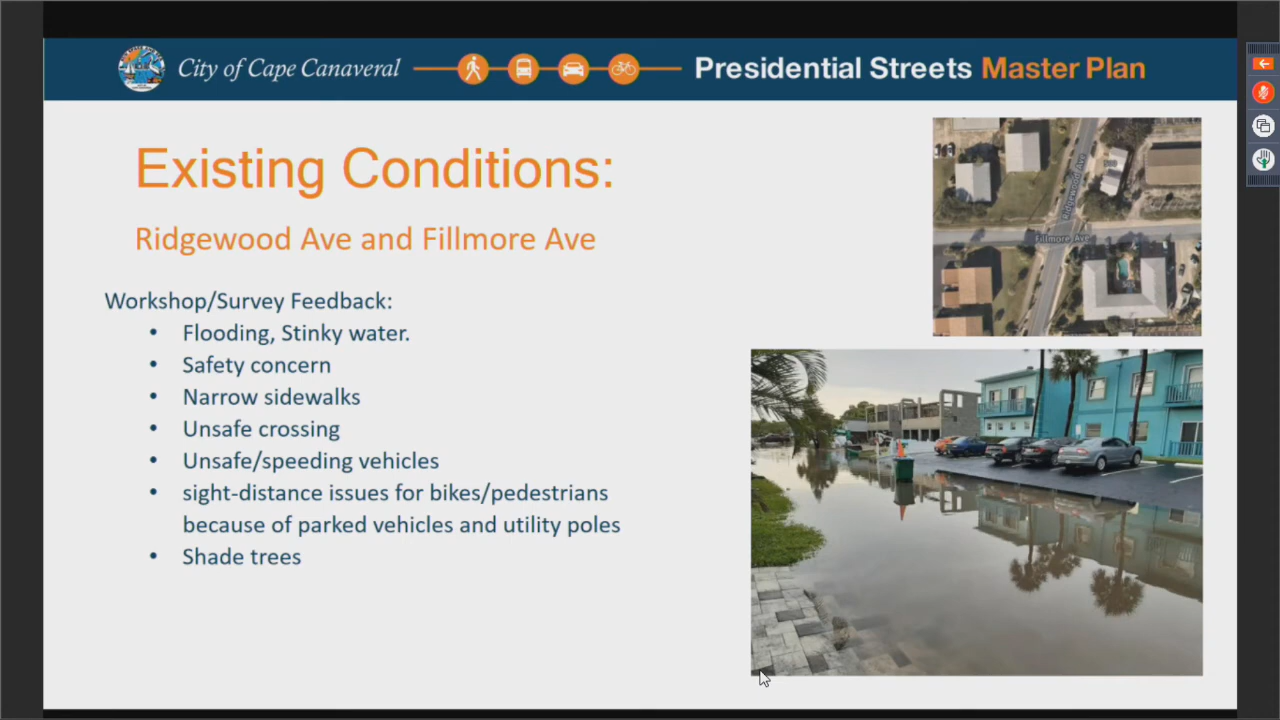 City of Cape Canaveral
Presidential Streets Master Plan
Existing Conditions:
Ridgewood Ave and Fillmore Ave
Workshop/Survey Feedback:
• Flooding, Stinky water.
• Safety concern
• Narrow sidewalks
• Unsafe crossing
• Unsafe/speeding vehicles
• sight-distance issues for bikes/pedestrians
because of parked vehicles and utility poles
• Shade trees
Ridgewood Ave
Fillmore Ave
505